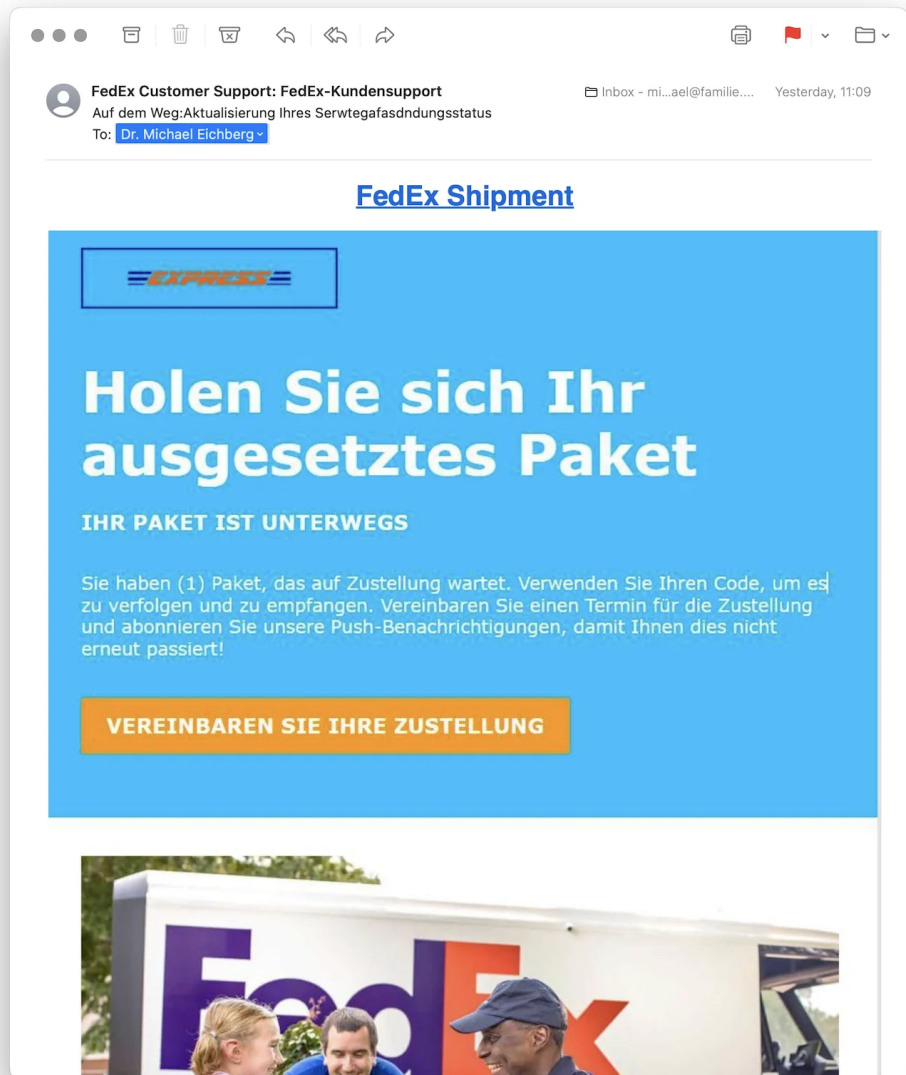 FedEx Customer Support: FedEx-Kundensupport
Inbox - mi...ael@familie....
Yesterday, 11:09
Auf dem Weg:Aktualisierung Ihres Serwtegafasdndungsstatus
To: Dr. Michael Eichberg
FedEx Shipment
EXPRESS
Holen Sie sich Ihr
ausgesetztes Paket
IHR PAKET IST UNTERWEGS
Sie haben (1) Paket, das auf Zustellung wartet. Verwenden Sie Ihren Code, um es
zu verfolgen und zu empfangen. Vereinbaren Sie einen Termin für die Zustellung
und abonnieren Sie unsere Push-Benachrichtigungen, damit Ihnen dies nicht
erneut passiert!
VEREINBAREN SIE IHRE ZUSTELLUNG
FedEx